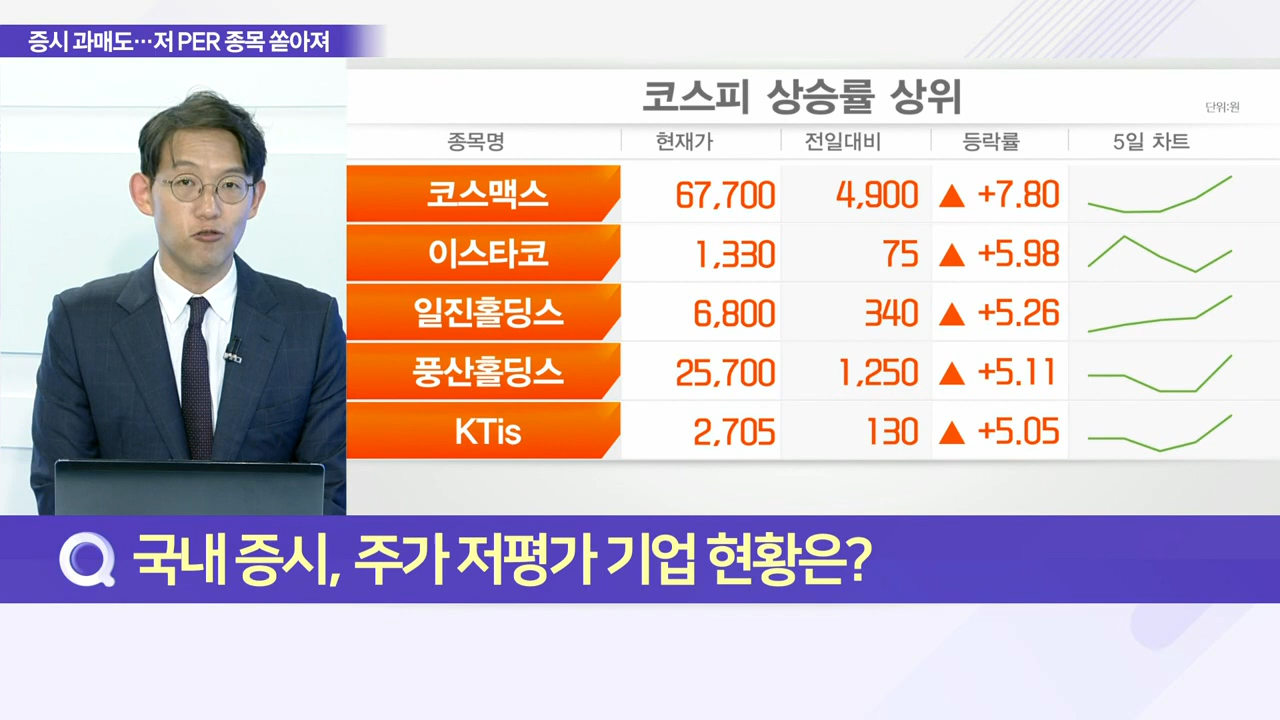 증시 과매도…저 PER 종목 쏟아져
코스피 상승률 상위
단위:원
종목명 현재가 전일대비 등락률 5일 차트
코스맥스 67,700 4,900 ▲ +7.80
이스타코 1,330 75 ▲ +5.98
일진홀딩스 6,800 340 ▲ +5.26
풍산홀딩스 25,700 1,250 ▲ +5.11
KTis 2,705 130 ▲ +5.05
Q 국내 증시, 주가 저평가 기업 현황은?